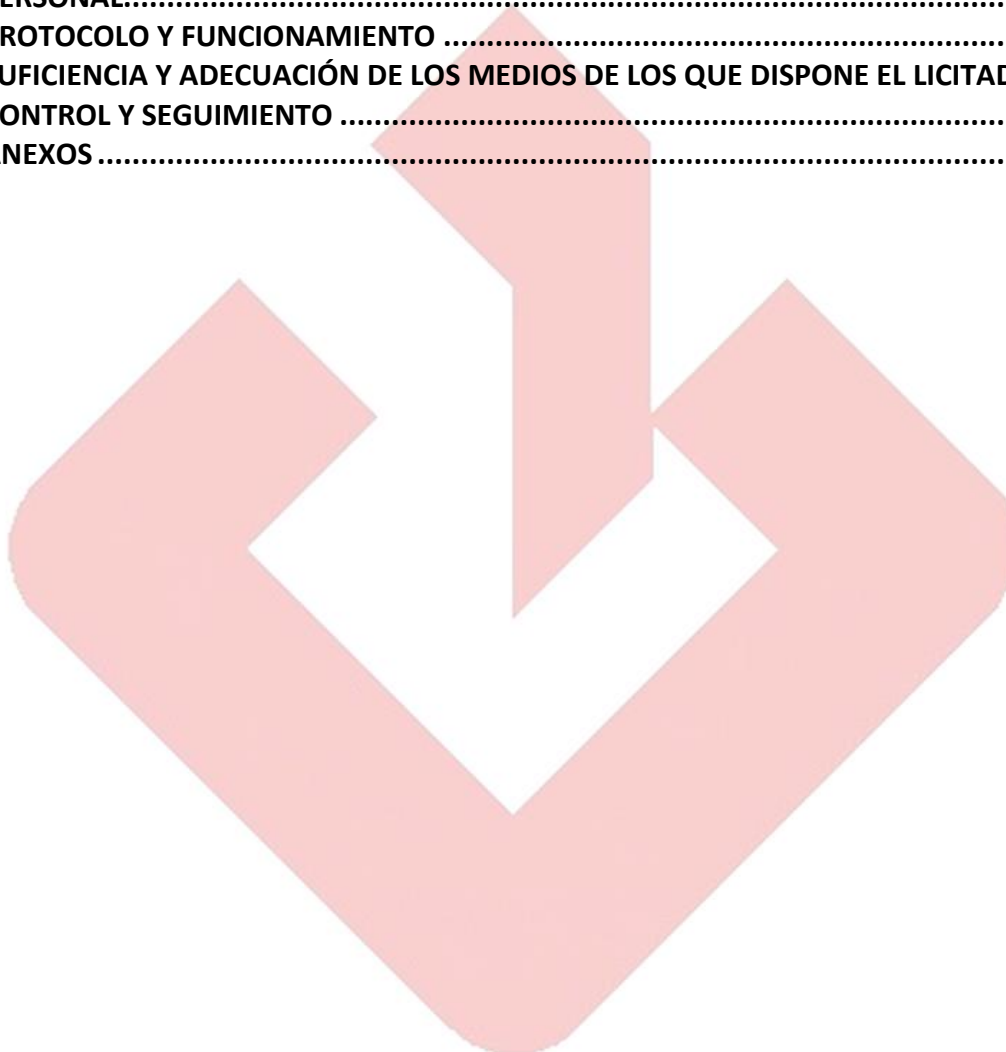 ERSONAL....................................................................................................
ROTOCOLO Y FUNCIONAMIENTO ................................................................
UFICIENCIA Y ADECUACIÓN DE LOS MEDIOS DE LOS QUE DISPONE EL LICITAD
ONTROL Y SEGUIMIENTO ...........................................................................
NEXOS .......................................................................................................